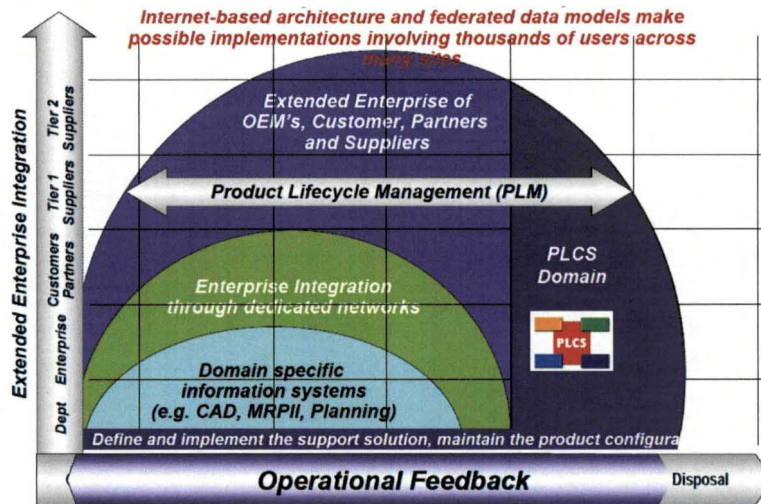 Internet-based architecture and federated data models make
possible implementations involving thousands of users across
many sites
Extended Enterprise of
OEM's, Customer, Partners
and Suppliers
Product Lifecycle Management (PLM)
PLCS
Domain
PLCS
Enterprise Integration
through dedicated networks
Domain specific
information systems
(e.g. CAD, MRPII, Planning)
Define and implement the support solution, maintain the product configura
Operational Feedback
Disposal
Extended Enterprise Integration
Dept
Enterprise
Customers
Partners
Tier 1
Suppliers
Tier 2
Suppliers